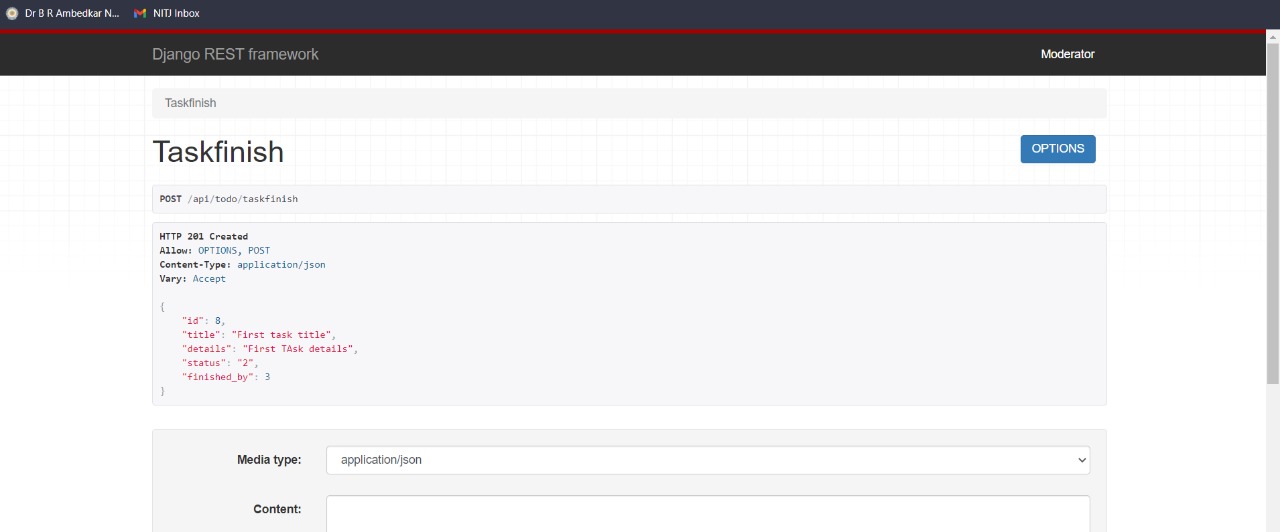 Dr B R Ambedkar N... NITJ Inbox
Django REST framework Moderator
Taskfinish
Taskfinish OPTIONS
POST /api/todo/taskfinish
HTTP 201 Created
Allow: OPTIONS, POST
Content-Type: application/json
Vary: Accept
{
"id": 8,
"title": "First task title",
"details": "First TAsk details",
"status": "2",
"finished_by": 3
}
Media type: application/json
Content: